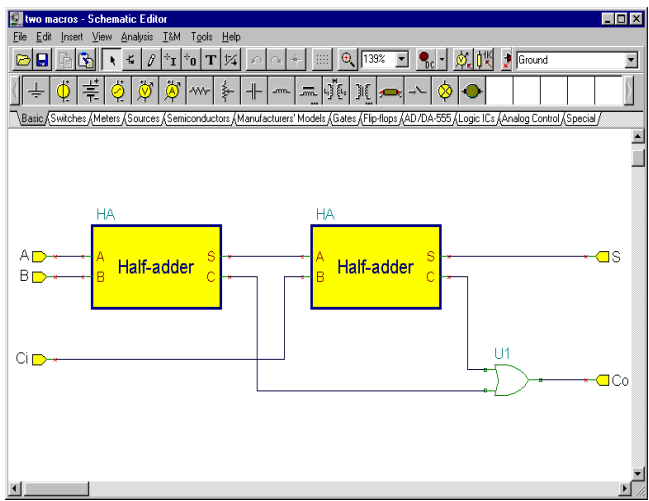 two macros - Schematic Editor
File Edit Insert View Analysis T&M Tools Help
T 139% DC 1K Ground
Basic Switches Meters Sources Semiconductors Manufacturers' Models Gates Flip-flops AD/DA-555 Logic ICs Analog Control Special
HA HA
A A Half-adder S A Half-adder S S
B B C B C
Ci
U1
Co